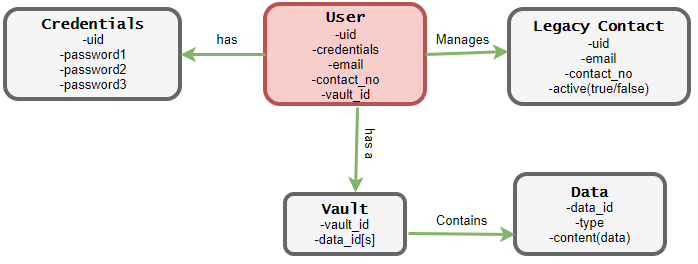 Credentials
-uid
-password1
-password2
-password3
has
User
-uid
-credentials
-email
-contact_no
-vault_id
Manages
Legacy Contact
-uid
-email
-contact_no
-active(true/false)
has a
Vault
-vault_id
-data_id[s]
Contains
Data
-data_id
-type
-content(data)